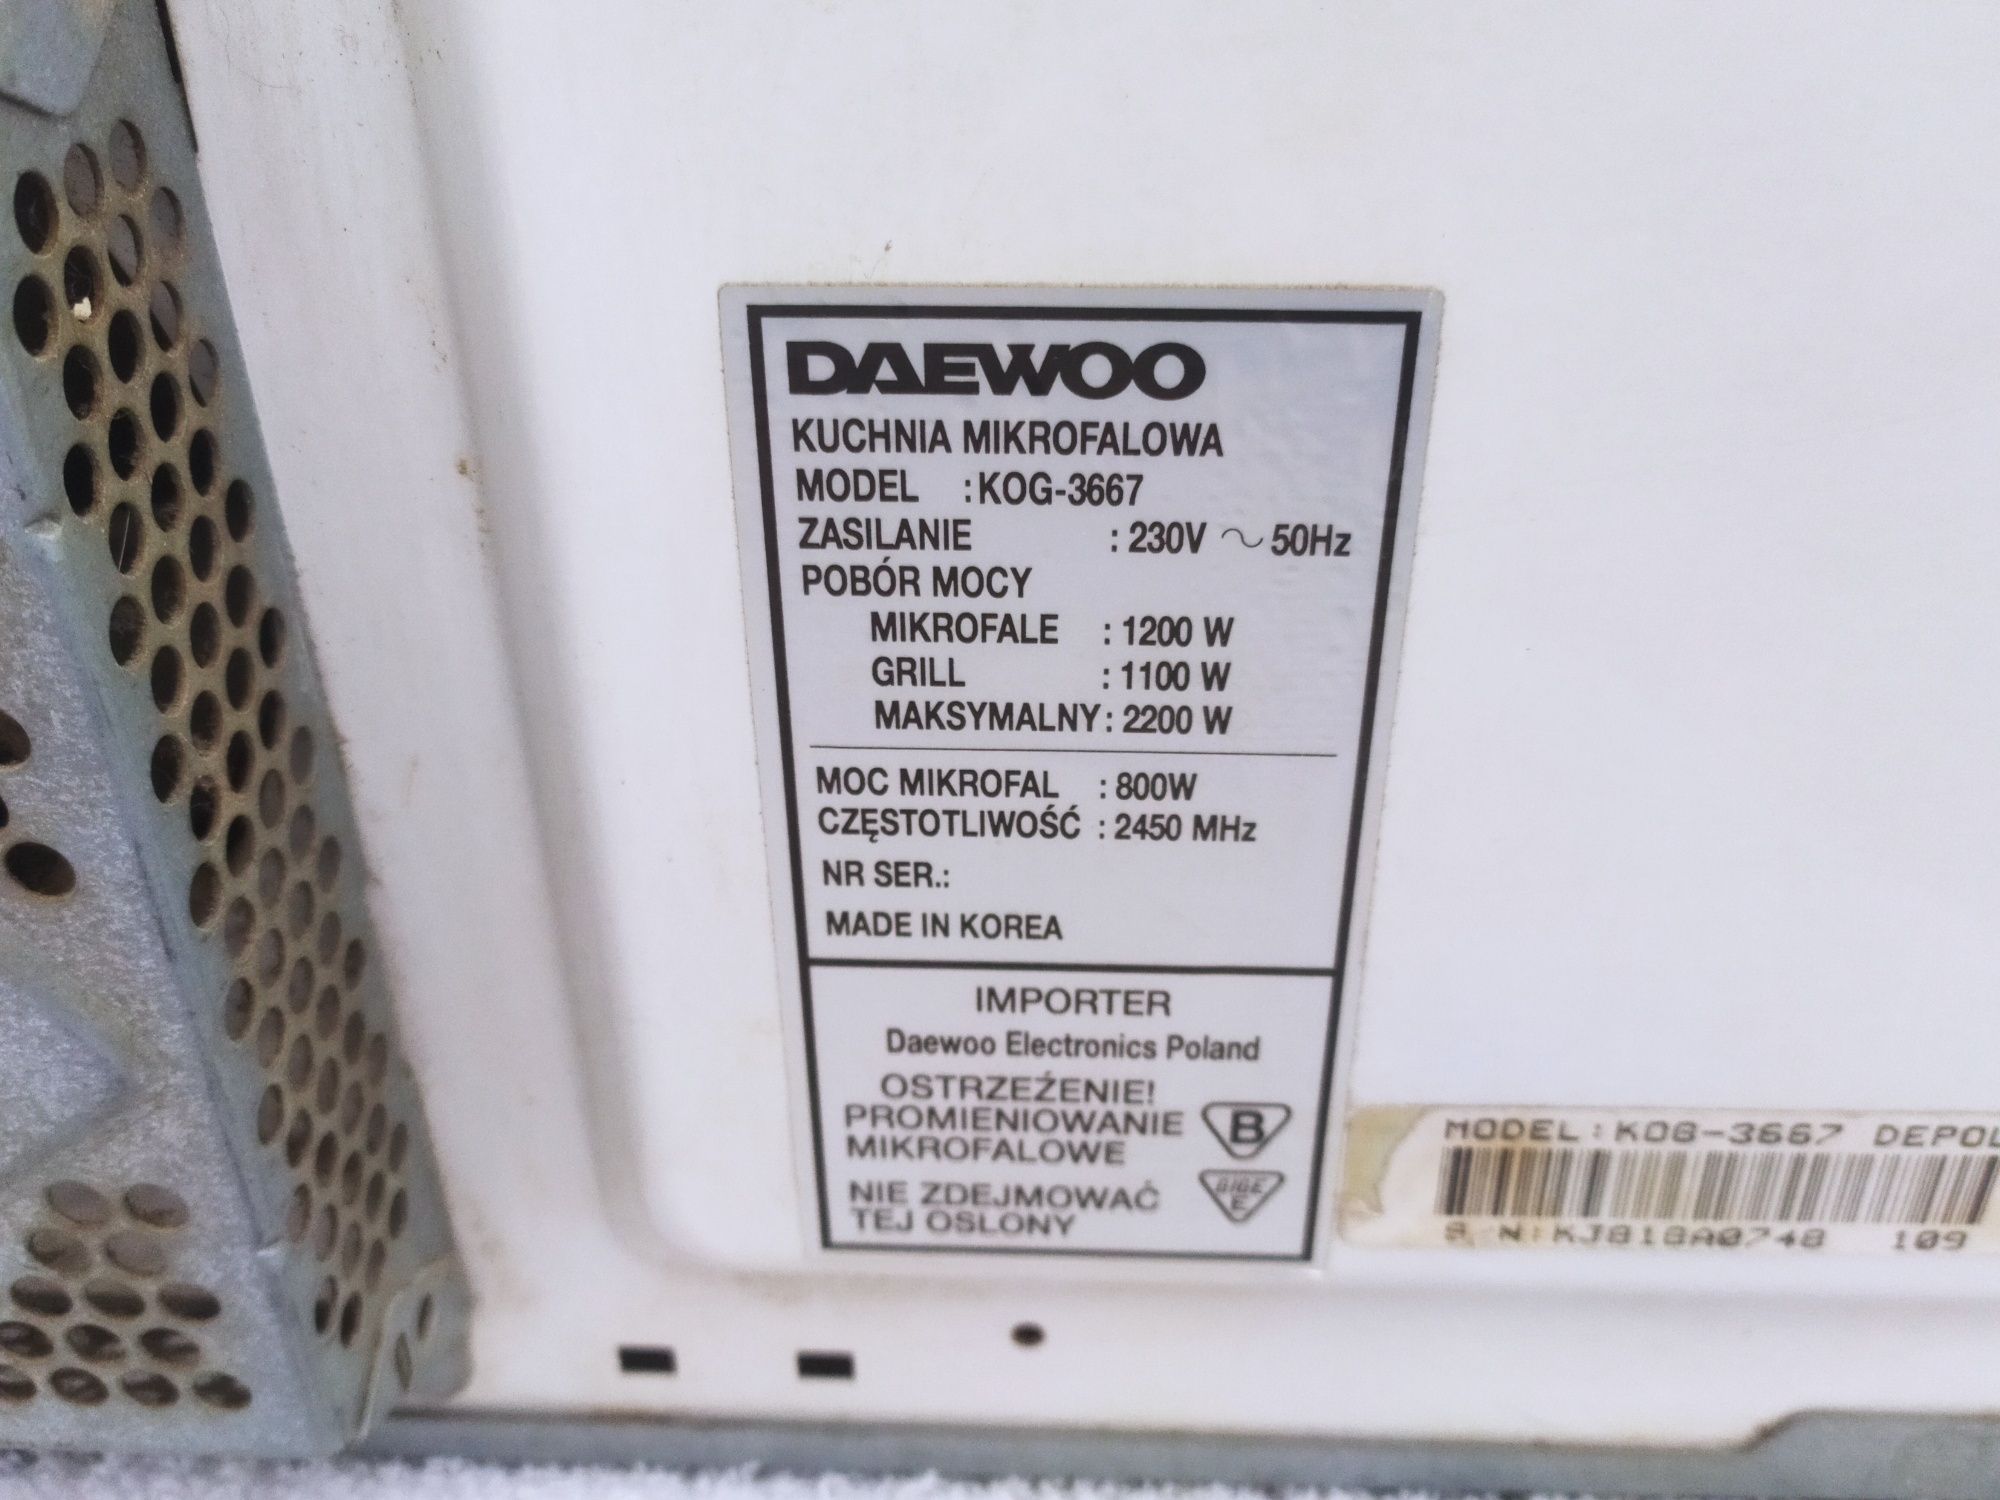 DAEWOO
KUCHNIA MIKROFALOWA
MODEL : KOG-3667
ZASILANIE : 230V ~ 50Hz
POBÓR MOCY
MIKROFALE : 1200 W
GRILL : 1100 W
MAKSYMALNY : 2200 W
MOC MIKROFAL : 800W
CZĘSTOTLIWOŚĆ : 2450 MHz
NR SER.:
MADE IN KOREA
IMPORTER
Daewoo Electronics Poland
OSTRZEŻENIE!
PROMIENIOWANIE
MIKROFALOWE
B
NIE ZDEJMOWAĆ
TEJ OSLONY
E
MODEL:KOG-3667 DEPOL
S/N:KJ818A0748 109